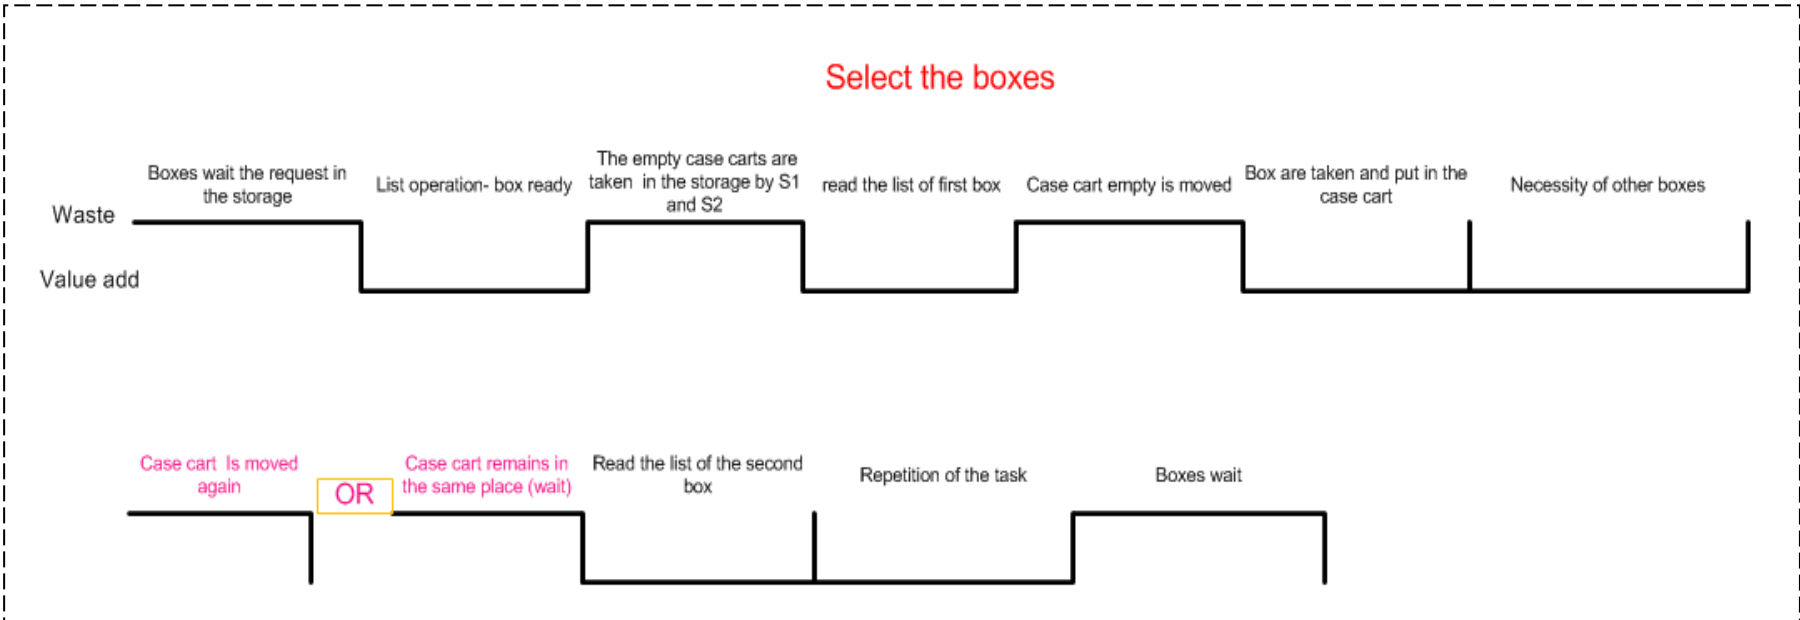 Select the boxes
Boxes wait the request in
the storage
List operation- box ready
The empty case carts are
taken in the storage by S1
and S2
read the list of first box
Case cart empty is moved
Box are taken and put in the
case cart
Necessity of other boxes
Waste
Value add
Case cart Is moved
again
OR
Case cart remains in
the same place (wait)
Read the list of the second
box
Repetition of the task
Boxes wait